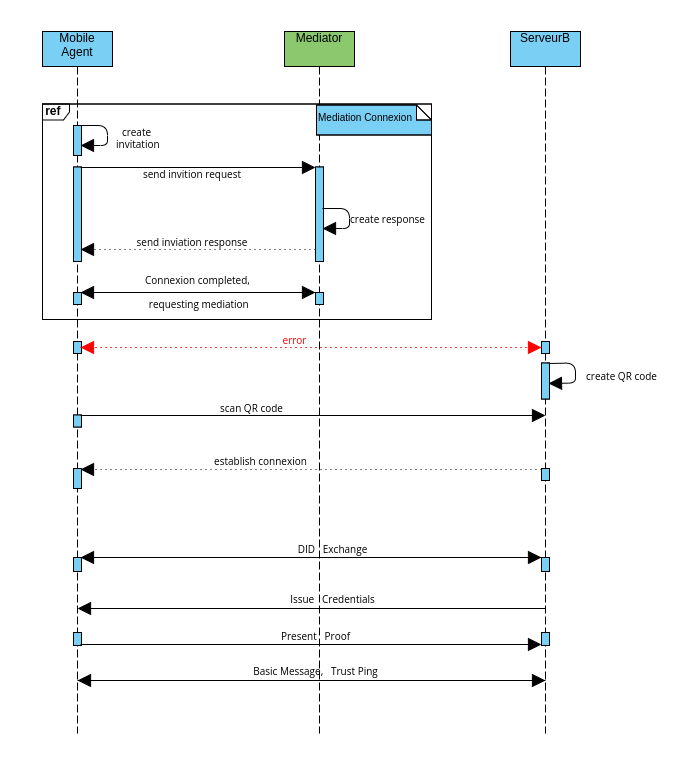 Mobile
Agent
Mediator
ServeurB
ref
Mediation Connexion
create
invitation
send invition request
create response
send inviation response
Connexion completed,
requesting mediation
error
create QR code
scan QR code
establish connexion
DID Exchange
Issue Credentials
Present Proof
Basic Message, Trust Ping